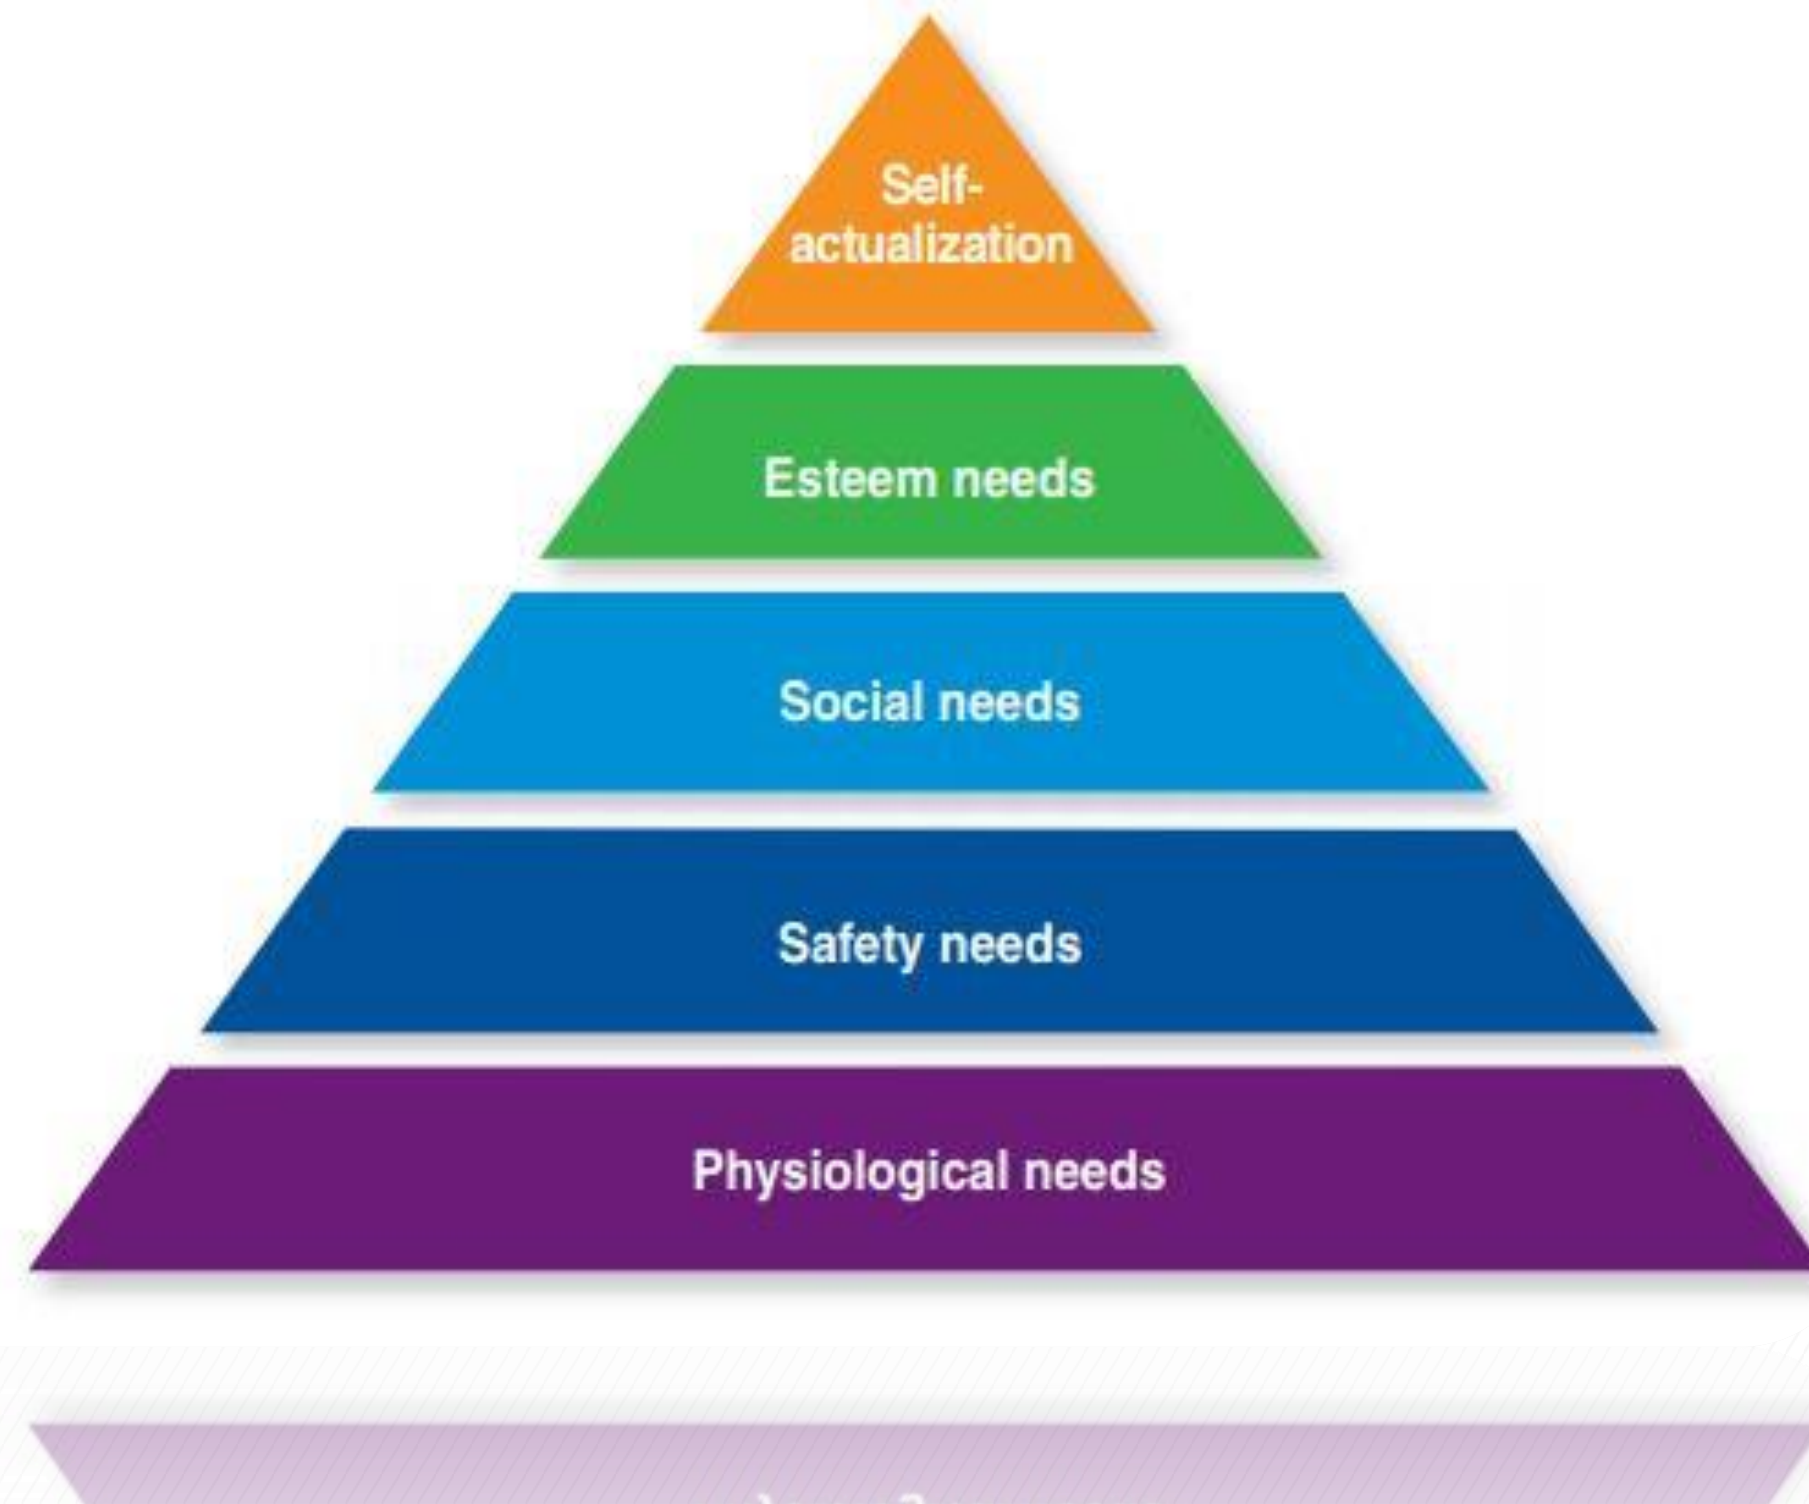 Self-
actualization
Esteem needs
Social needs
Safety needs
Physiological needs